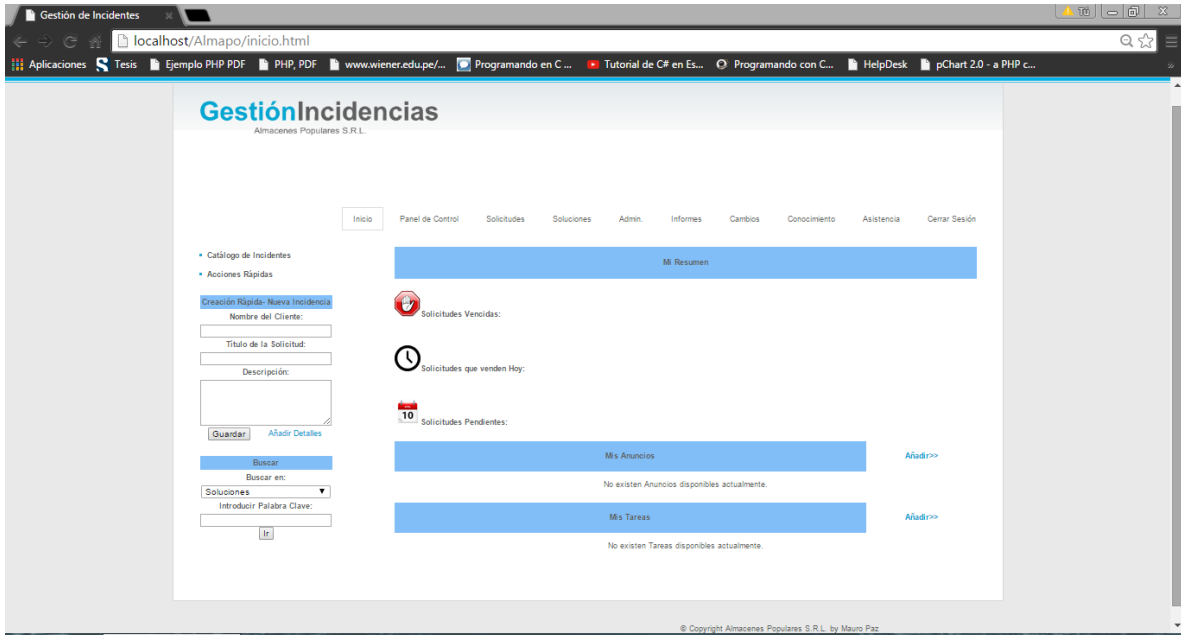 Gestión de Incidentes
Tú
localhost/Almapo/inicio.html
Aplicaciones S Tesis Ejemplo PHP PDF PHP, PDF www.wiener.edu.pe/... Programando en C ... Tutorial de C# en Es... Programando con C... HelpDesk pChart 2.0 - a PHP c... »
GestiónIncidencias
Almacenes Populares S.R.L.
Inicio Panel de Control Solicitudes Soluciones Admin. Informes Cambios Conocimiento Asistencia Cerrar Sesión
Catálogo de Incidentes
Acciones Rápidas
Creación Rápida- Nueva Incidencia
Nombre del Cliente:
Título de la Solicitud:
Descripción:
Guardar Añadir Detalles
Buscar
Buscar en:
Soluciones
Introducir Palabra Clave:
Ir
Mi Resumen
Solicitudes Vencidas:
Solicitudes que venden Hoy:
10
Solicitudes Pendientes:
Mis Anuncios Añadir>>
No existen Anuncios disponibles actualmente.
Mis Tareas Añadir>>
No existen Tareas disponibles actualmente.
© Copyright Almacenes Populares S.R.L. by Mauro Paz